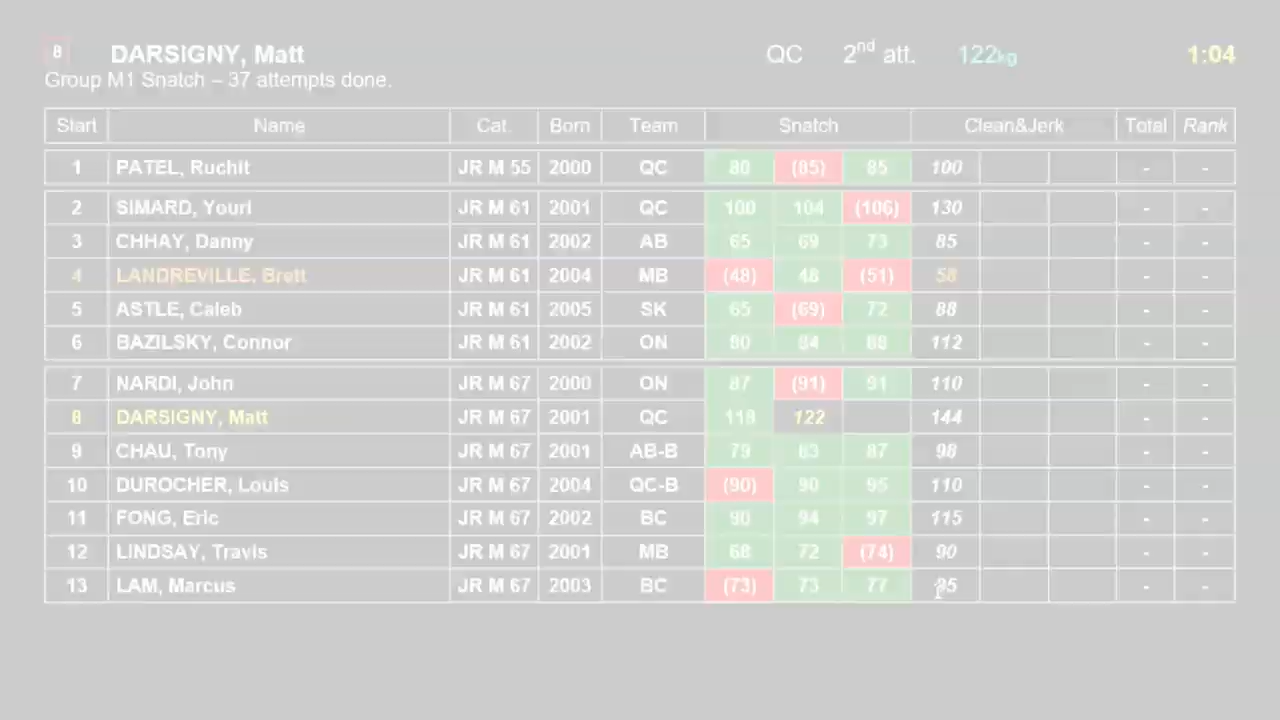 8 DARSIGNY, Matt QC 2nd att. 122kg 1:04
Group M1 Snatch – 37 attempts done.
Start Name Cat. Born Team Snatch Clean&Jerk Total Rank
1 PATEL, Ruchit JR M 55 2000 QC 80 (85) 85 100 - -
2 SIMARD, Youri JR M 61 2001 QC 100 104 (106) 130 - -
3 CHHAY, Danny JR M 61 2002 AB 65 69 73 85 - -
4 LANDREVILLE, Brett JR M 61 2004 MB (48) 48 (51) 58 - -
5 ASTLE, Caleb JR M 61 2005 SK 65 (69) 72 88 - -
6 BAZILSKY, Connor JR M 61 2002 ON 80 84 88 112 - -
7 NARDI, John JR M 67 2000 ON 87 (91) 91 110 - -
8 DARSIGNY, Matt JR M 67 2001 QC 118 122 144 - -
9 CHAU, Tony JR M 67 2001 AB-B 79 83 87 98 - -
10 DUROCHER, Louis JR M 67 2004 QC-B (90) 90 95 110 - -
11 FONG, Eric JR M 67 2002 BC 90 94 97 115 - -
12 LINDSAY, Travis JR M 67 2001 MB 68 72 (74) 90 - -
13 LAM, Marcus JR M 67 2003 BC (73) 73 77 95 - -